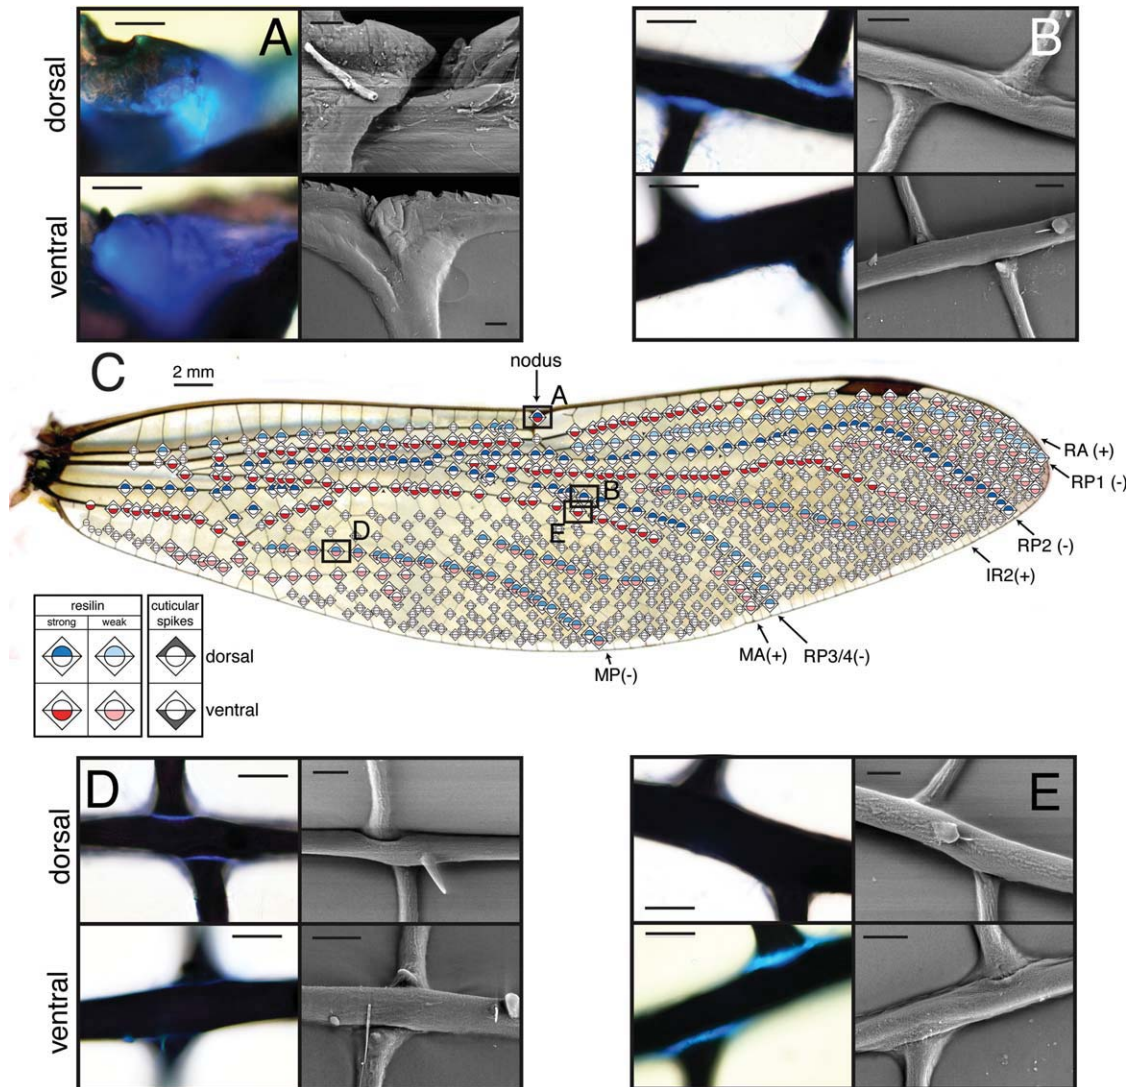 A
B
dorsal
ventral
C
2 mm
nodus
A
B
E
D
RA (+)
RP1 (-)
RP2 (-)
IR2(+)
RP3/4(-)
MA(+)
MP(-)
resilin
strong
weak
cuticular
spikes
dorsal
ventral
D
E
dorsal
ventral